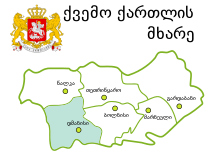 ქვემო ქართლის
მხარე
წალკა
თეთრიწყარო
გარდაბანი
ბოლნისი
მარნეული
დმანისი